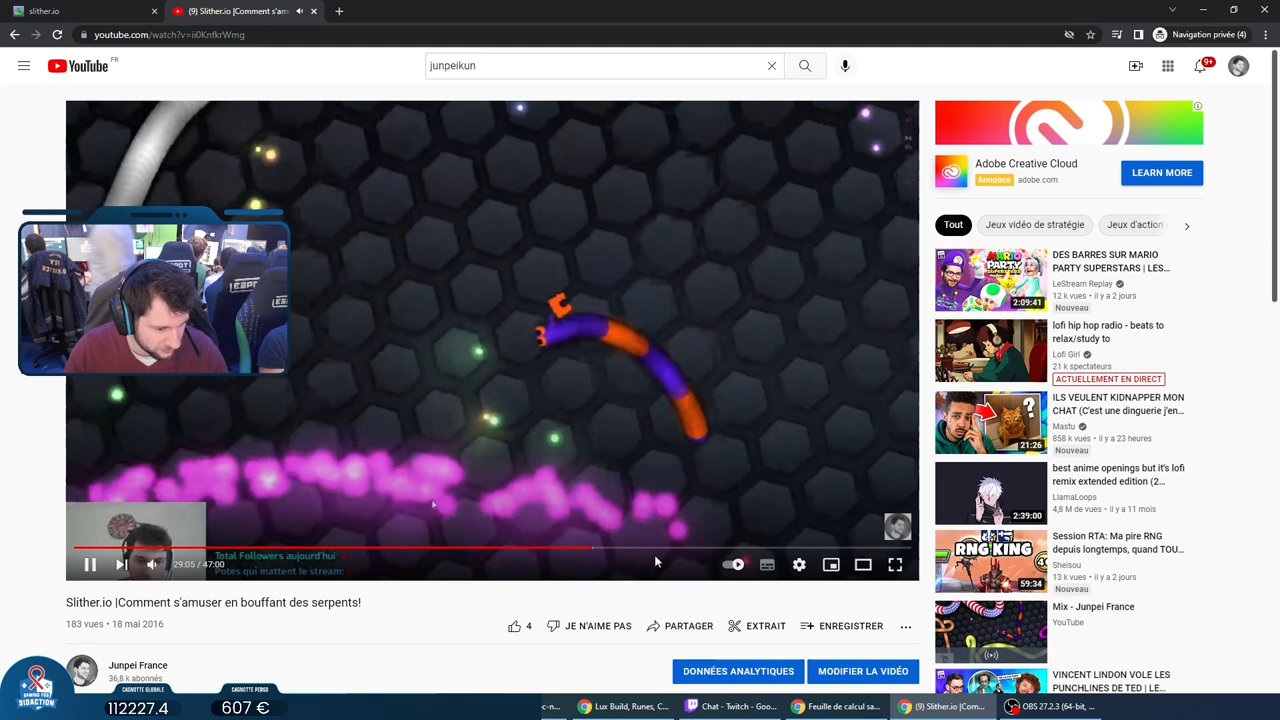 slither.io
Slither.io |Comment s'am
youtube.com/watch?v=ii0KnfkrWmg
Navigation privée (4)
YouTube FR
junpeikun
9+
Adobe Creative Cloud
Annonce adobe.com
LEARN MORE
Tout
Jeux vidéo de stratégie
Jeux d'action
DES BARRES SUR MARIO
PARTY SUPERSTARS | LES...
LeStream Replay
12 k vues • il y a 2 jours
Nouveau
MARIO
PARTY
2:09:41
lofi hip hop radio - beats to
relax/study to
Lofi Girl
21 k spectateurs
ACTUELLEMENT EN DIRECT
ILS VEULENT KIDNAPPER MON
CHAT (C'est une dinguerie j'en...
Mastu
858 k vues • il y a 23 heures
Nouveau
?
21:26
best anime openings but it's lofi
remix extended edition (2...
LlamaLoops
4,8 M de vues • il y a 11 mois
2:39:00
Session RTA: Ma pire RNG
depuis longtemps, quand TOU...
Sheisou
13 k vues • il y a 2 jours
Nouveau
RNG KING
59:34
Mix - Junpei France
YouTube
VINCENT LINDON VOLE LES
PUNCHLINES DE TED | LE...
Total Followers aujourd'hui:
Potes qui mattent le stream:
29:05 / 47:00
Slither.io |Comment s'amuser en bouffant des serpents!
183 vues • 18 mai 2016
4
JE N'AIME PAS
PARTAGER
EXTRAIT
ENREGISTRER
Junpei France
36,8 k abonnés
DONNÉES ANALYTIQUES
MODIFIER LA VIDÉO
GAMING FOR
SIDACTION
CAGNOTTE GLOBALE
112227.4
CAGNOTTE PERSO
607 €
Lux Build, Runes, C...
Chat - Twitch - Goo...
Feuille de calcul sa...
(9) Slither.io |Com...
OBS 27.2.3 (64-bit, ...